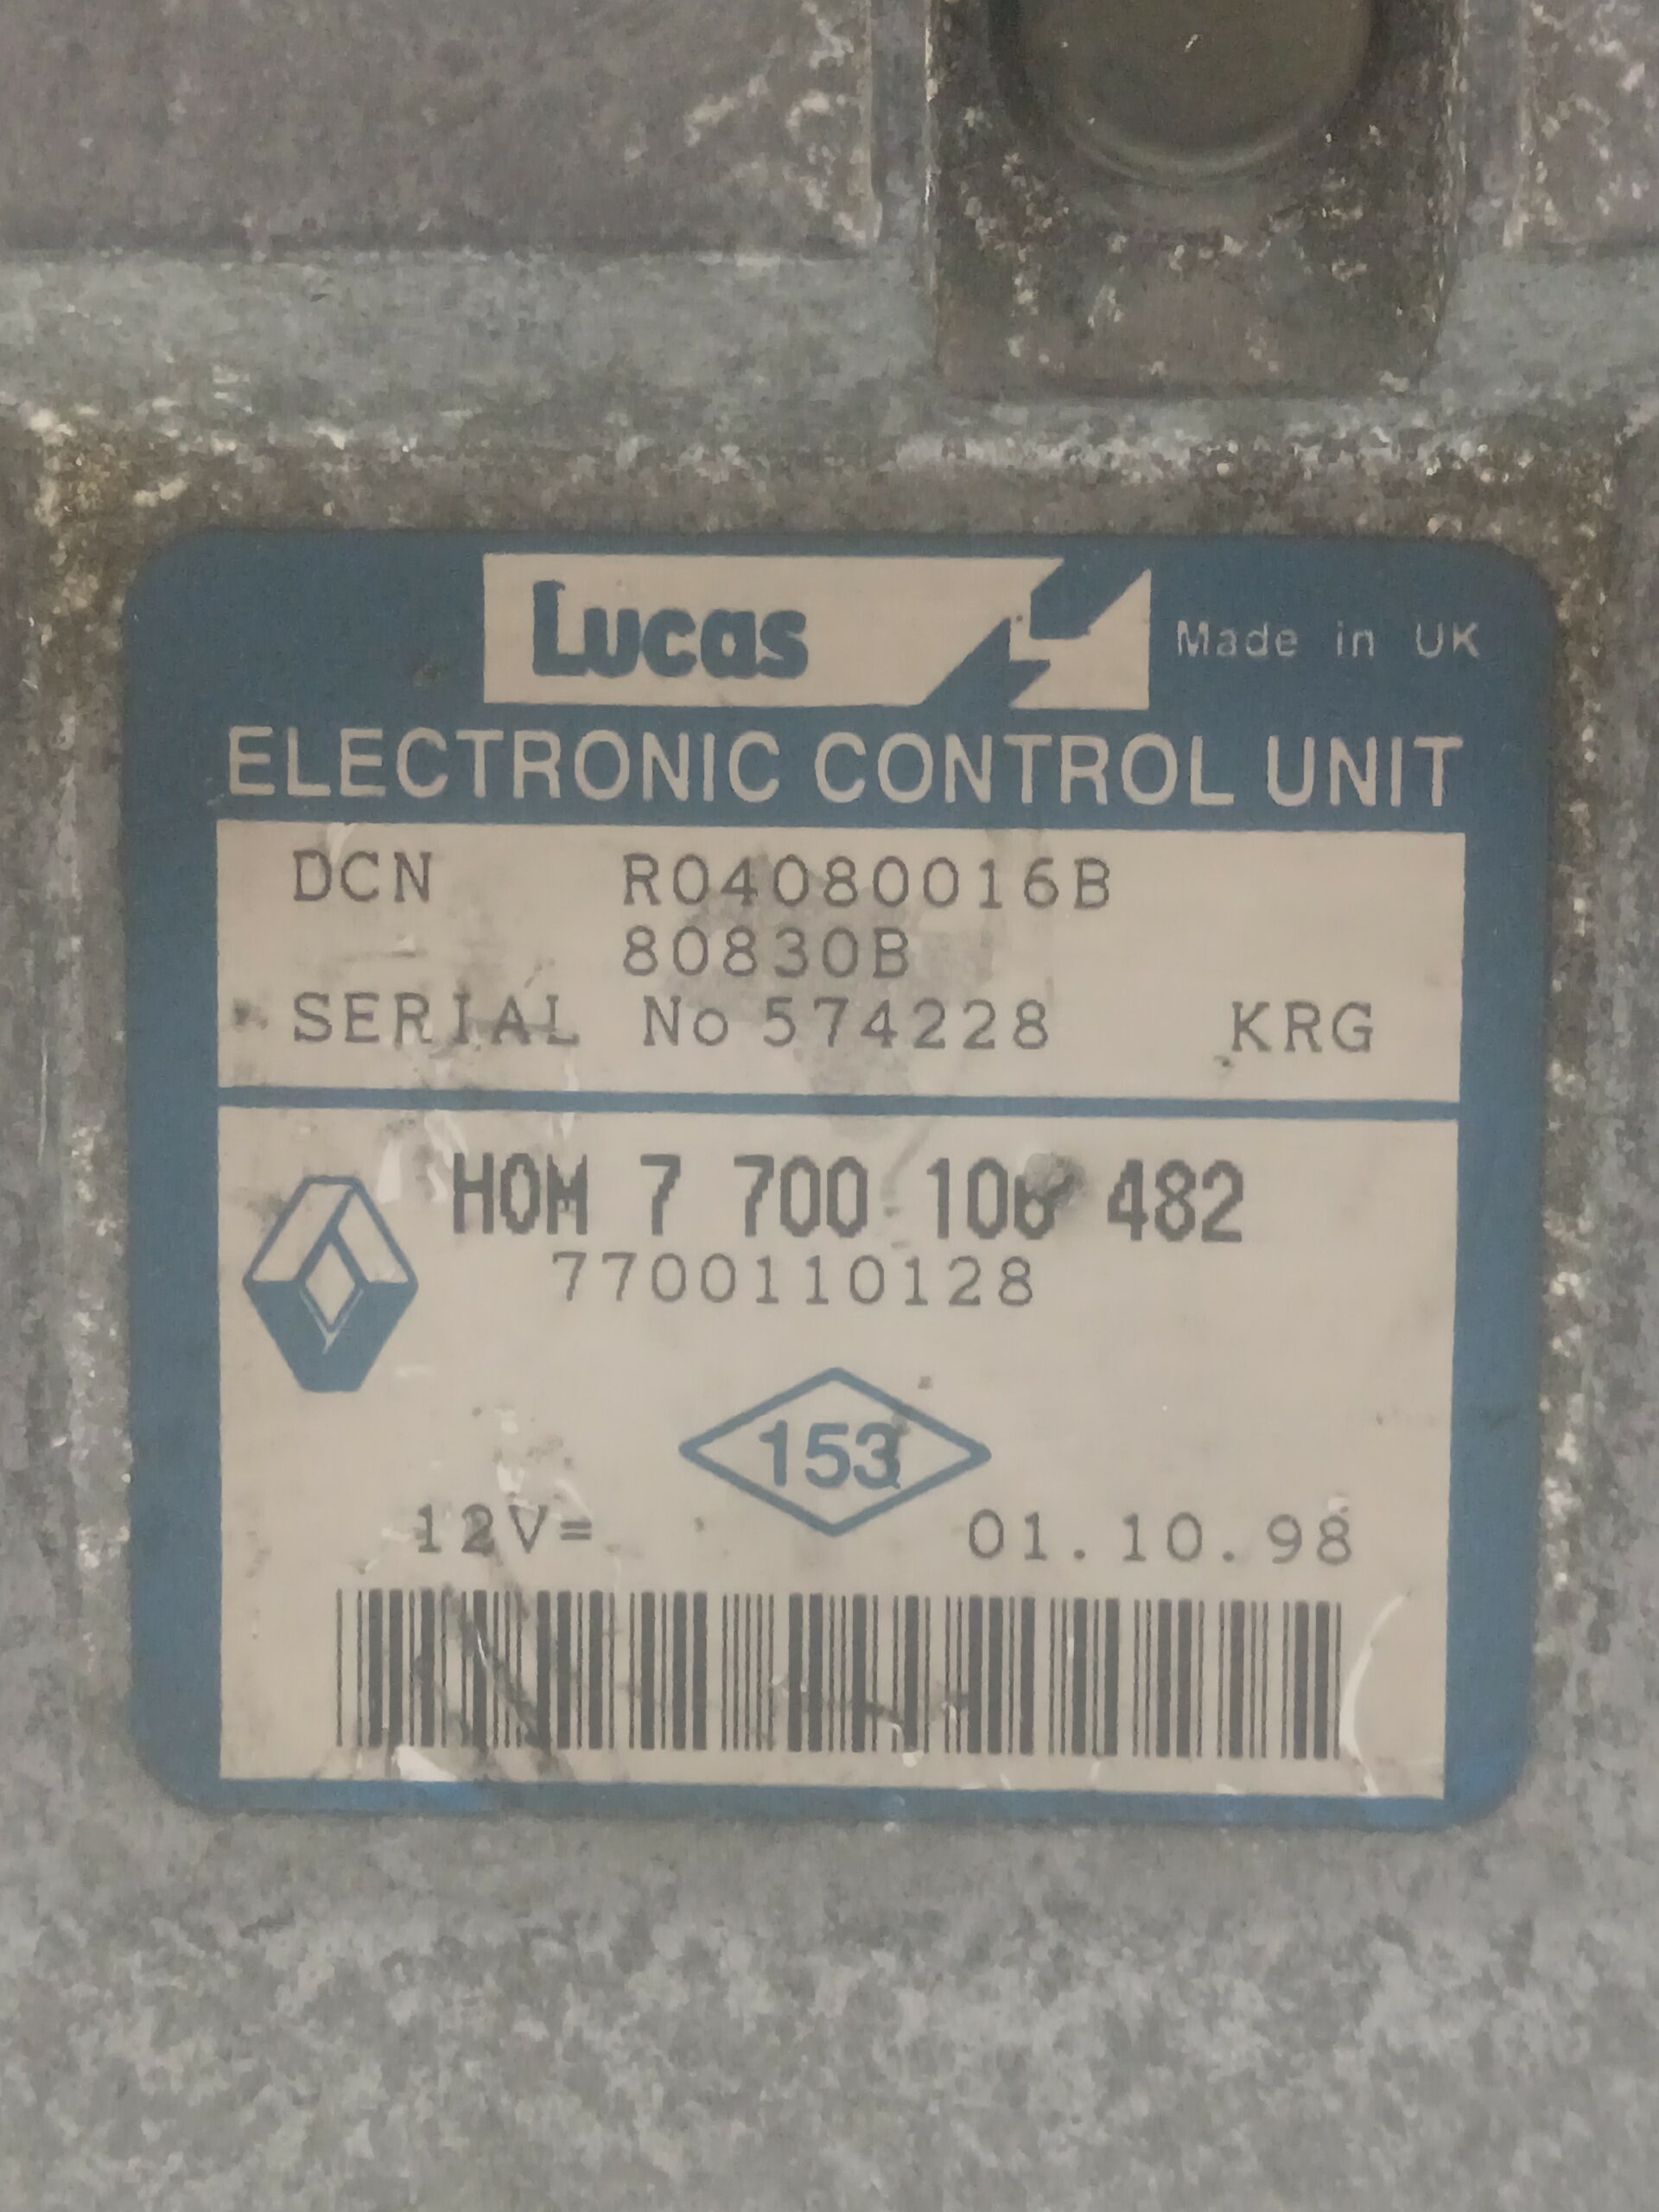 Lucas Made in UK
ELECTRONIC CONTROL UNIT
DCN R04080016B
80830B
SERIAL No 574228 KRG
HOM 7 700 106 482
7700110128
153
12V= 01.10.98